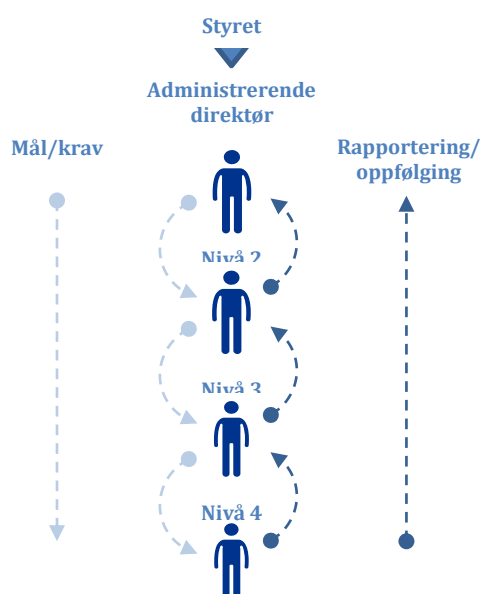 Styret
Administrerende
direktør
Mål/krav
Rapportering/
oppfølging
Nivå 2
Nivå 3
Nivå 4